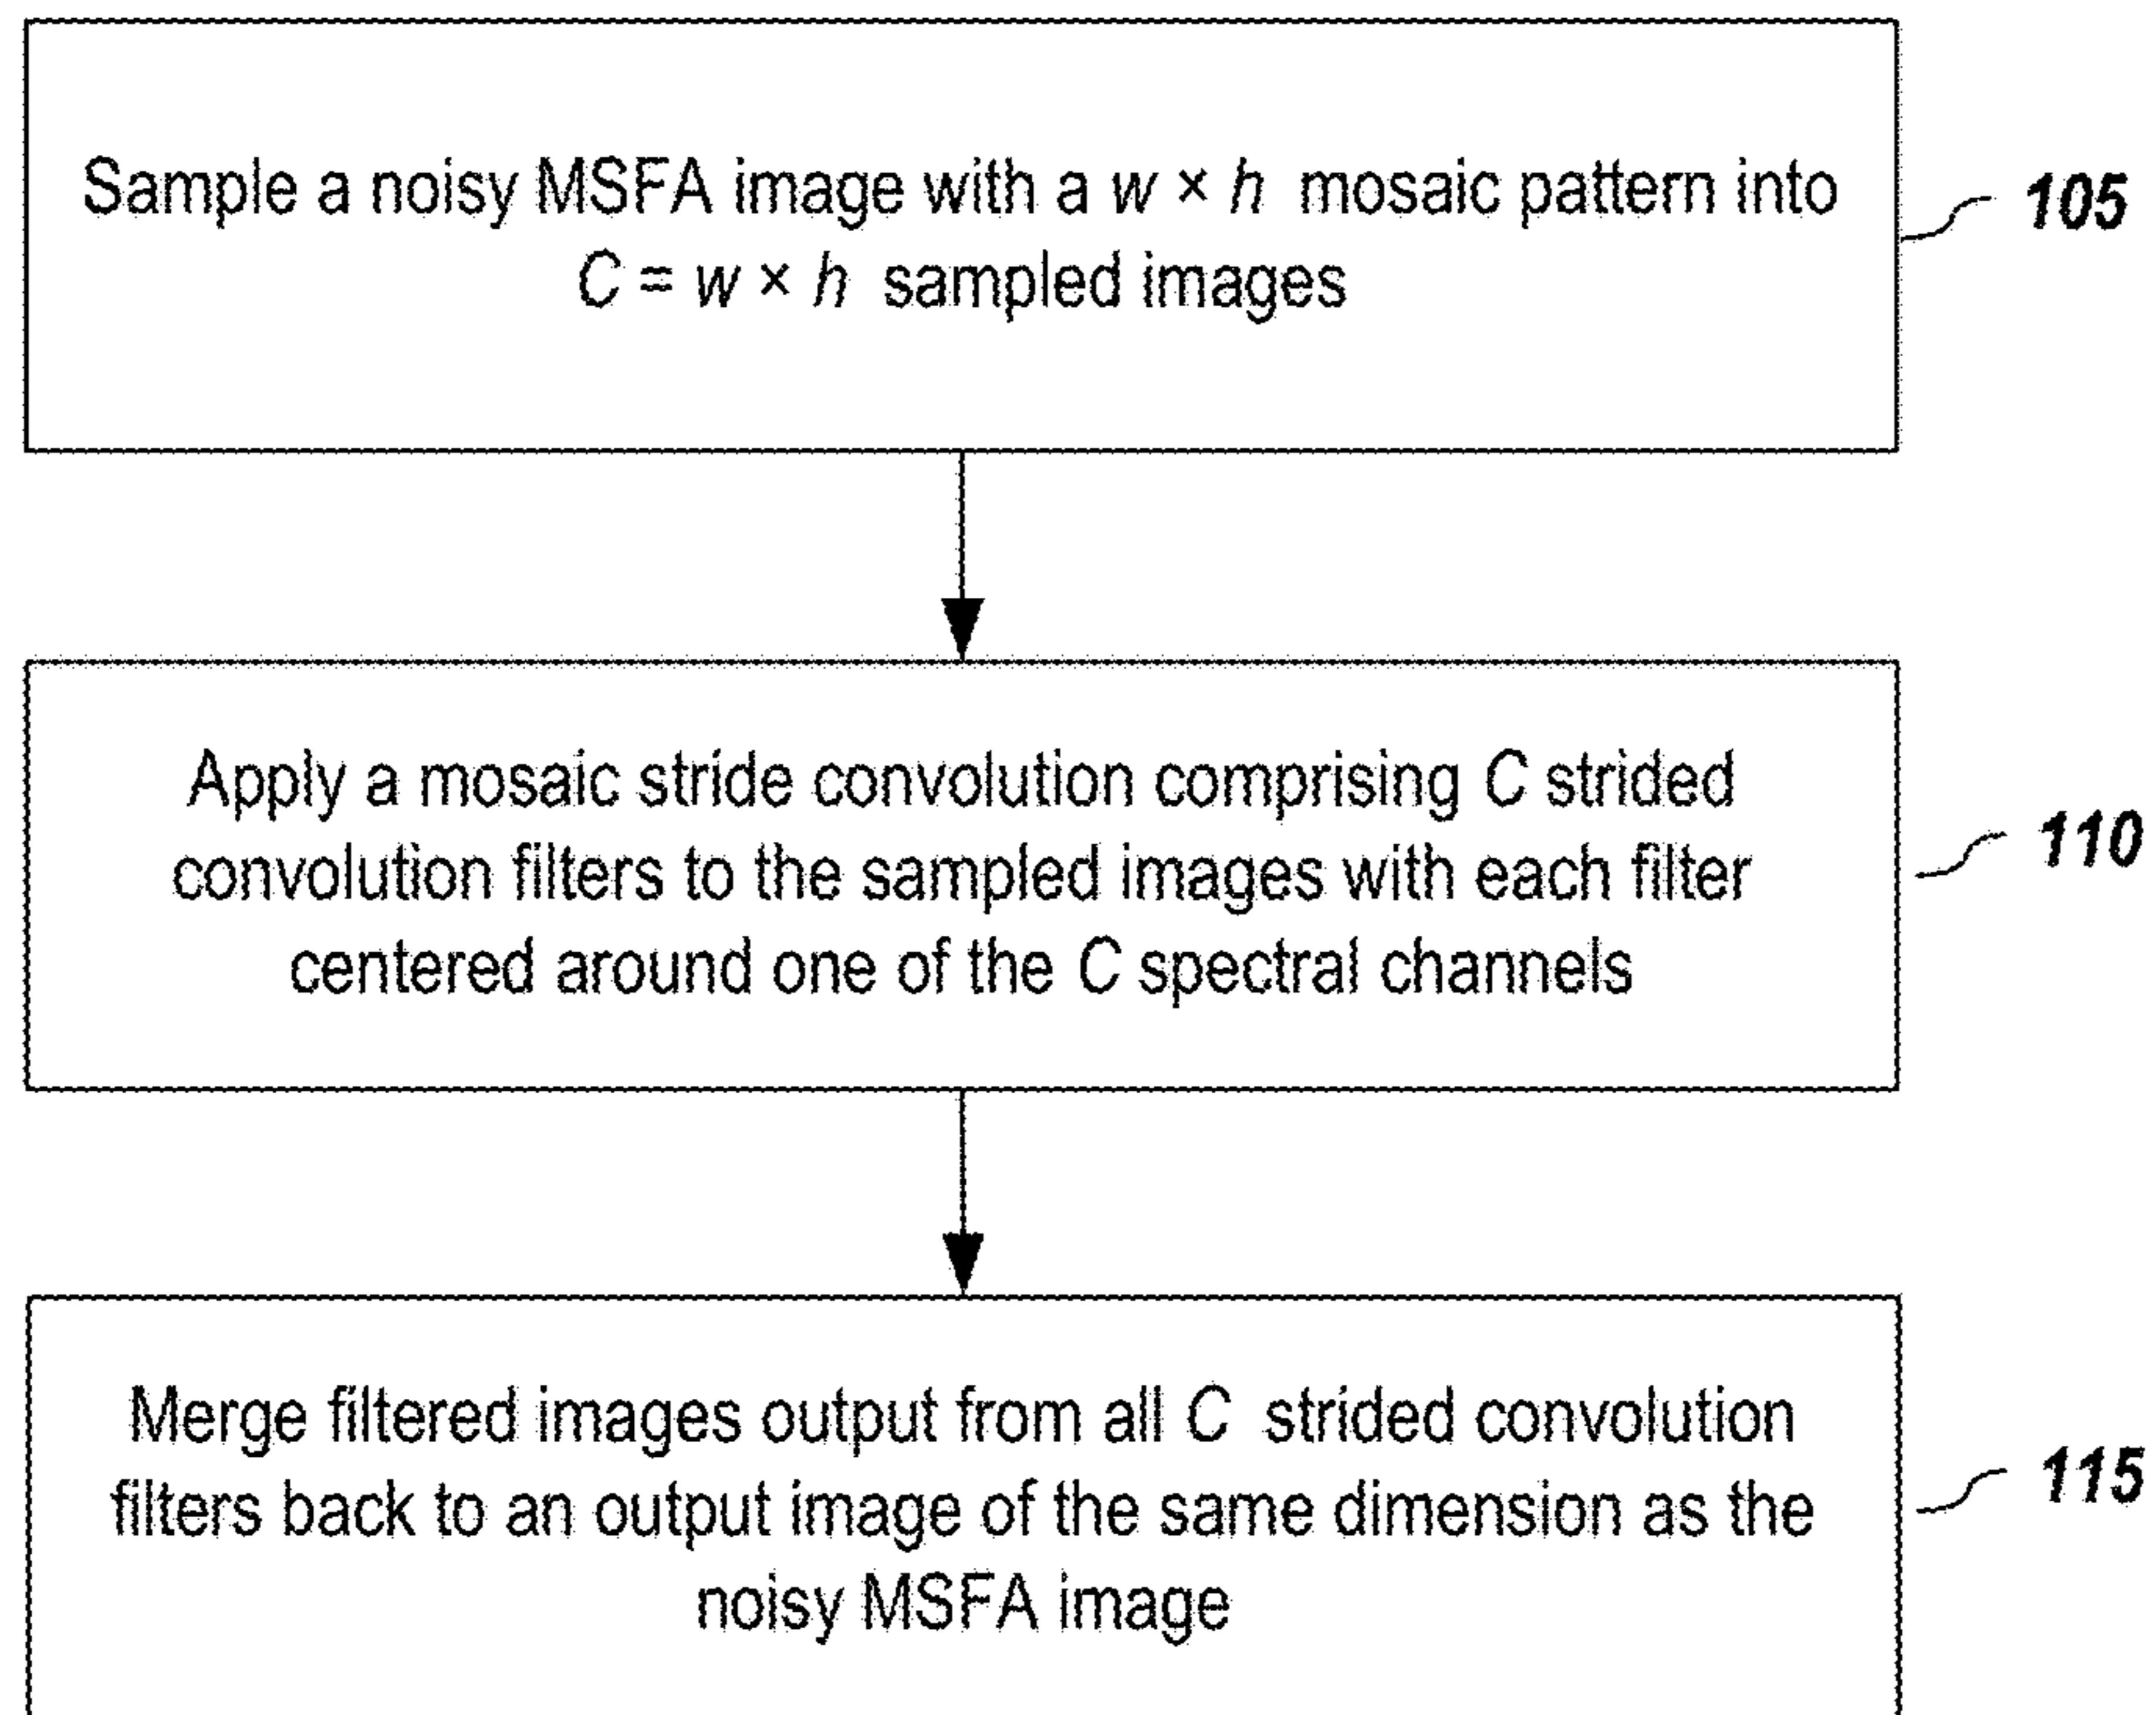 Sample a noisy MSFA image with a w × h mosaic pattern into
C = w × h sampled images
105
Apply a mosaic stride convolution comprising C strided
convolution filters to the sampled images with each filter
centered around one of the C spectral channels
110
Merge filtered images output from all C strided convolution
filters back to an output image of the same dimension as the
noisy MSFA image
115